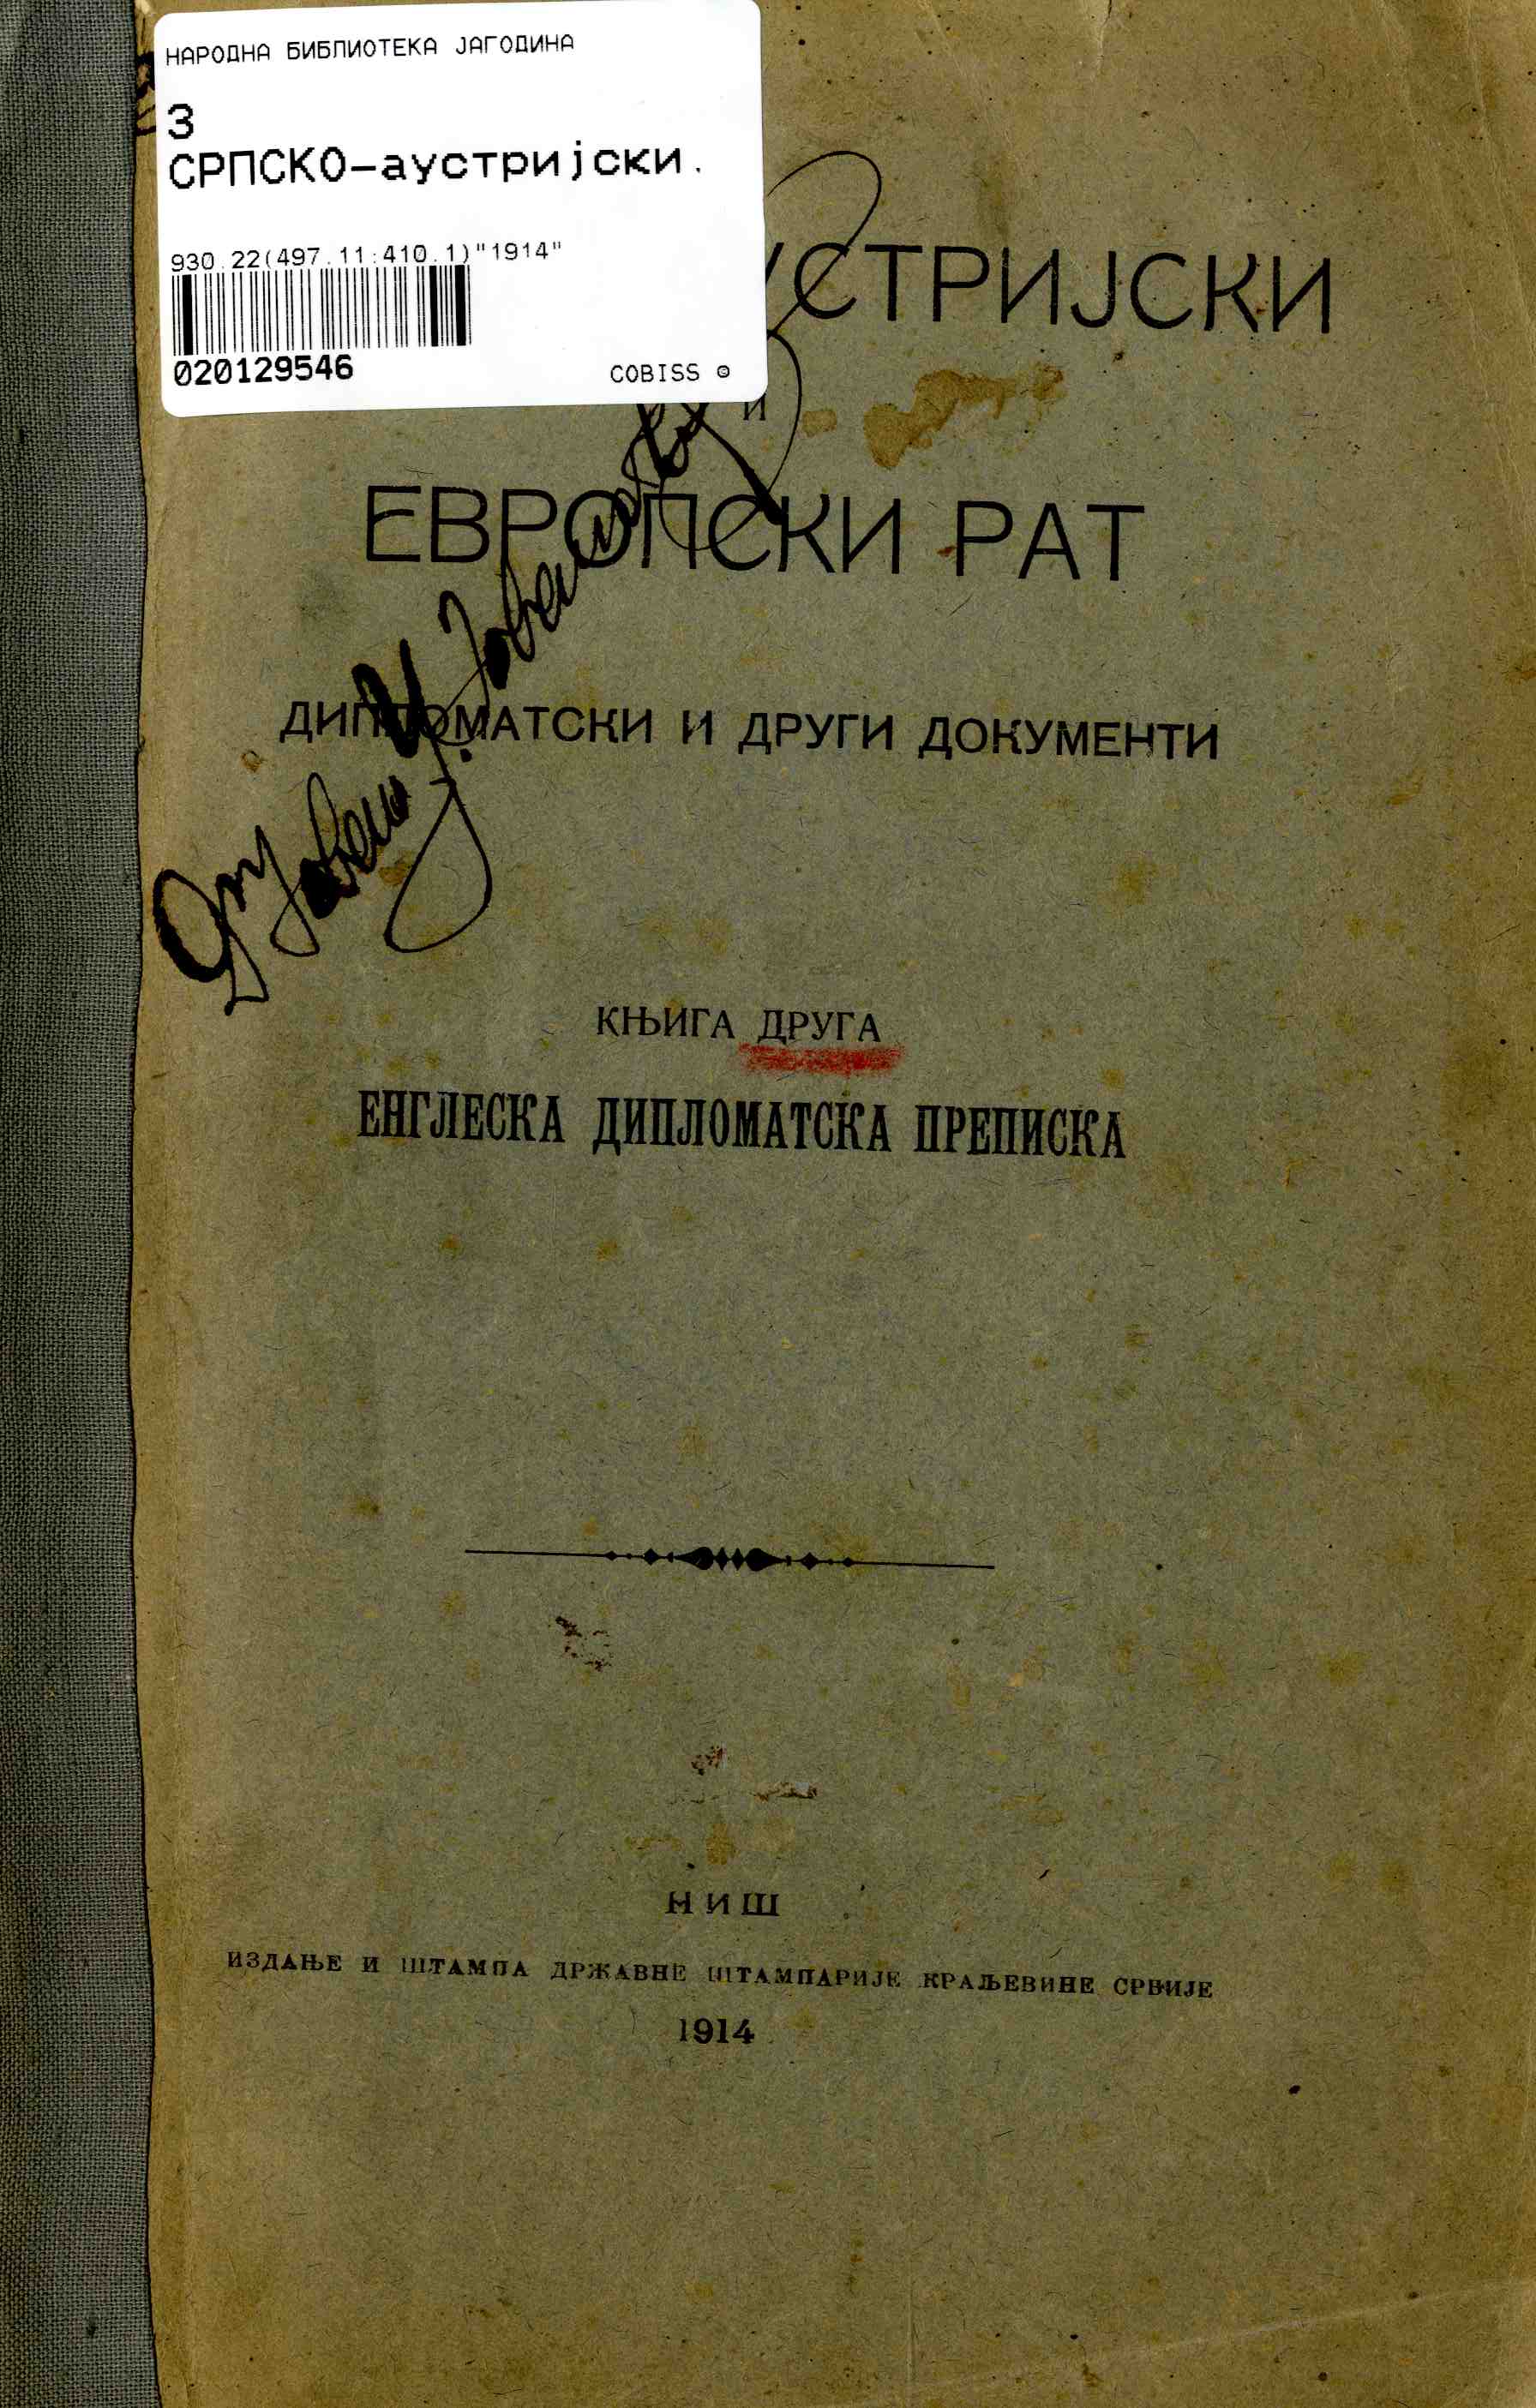 НАРОДНА БИБЛИОТЕКА ЈАГОДИНА
3
СРПСКО-аустријски.
930.22(497.11:410.1)"1914"
020129546
COBISS ©
УСТРИЈСКИ
И
ЕВРОПСКИ РАТ
ДИПЛОМАТСКИ И ДРУГИ ДОКУМЕНТИ
КЊИГА ДРУГА
ЕНГЛЕСКА ДИПЛОМАТСКА ПРЕПИСКА
НИШ
ИЗДАЊЕ И ШТАМПА ДРЖАВНЕ ШТАМПАРИЈЕ КРАЉЕВИНЕ СРБИЈЕ
1914